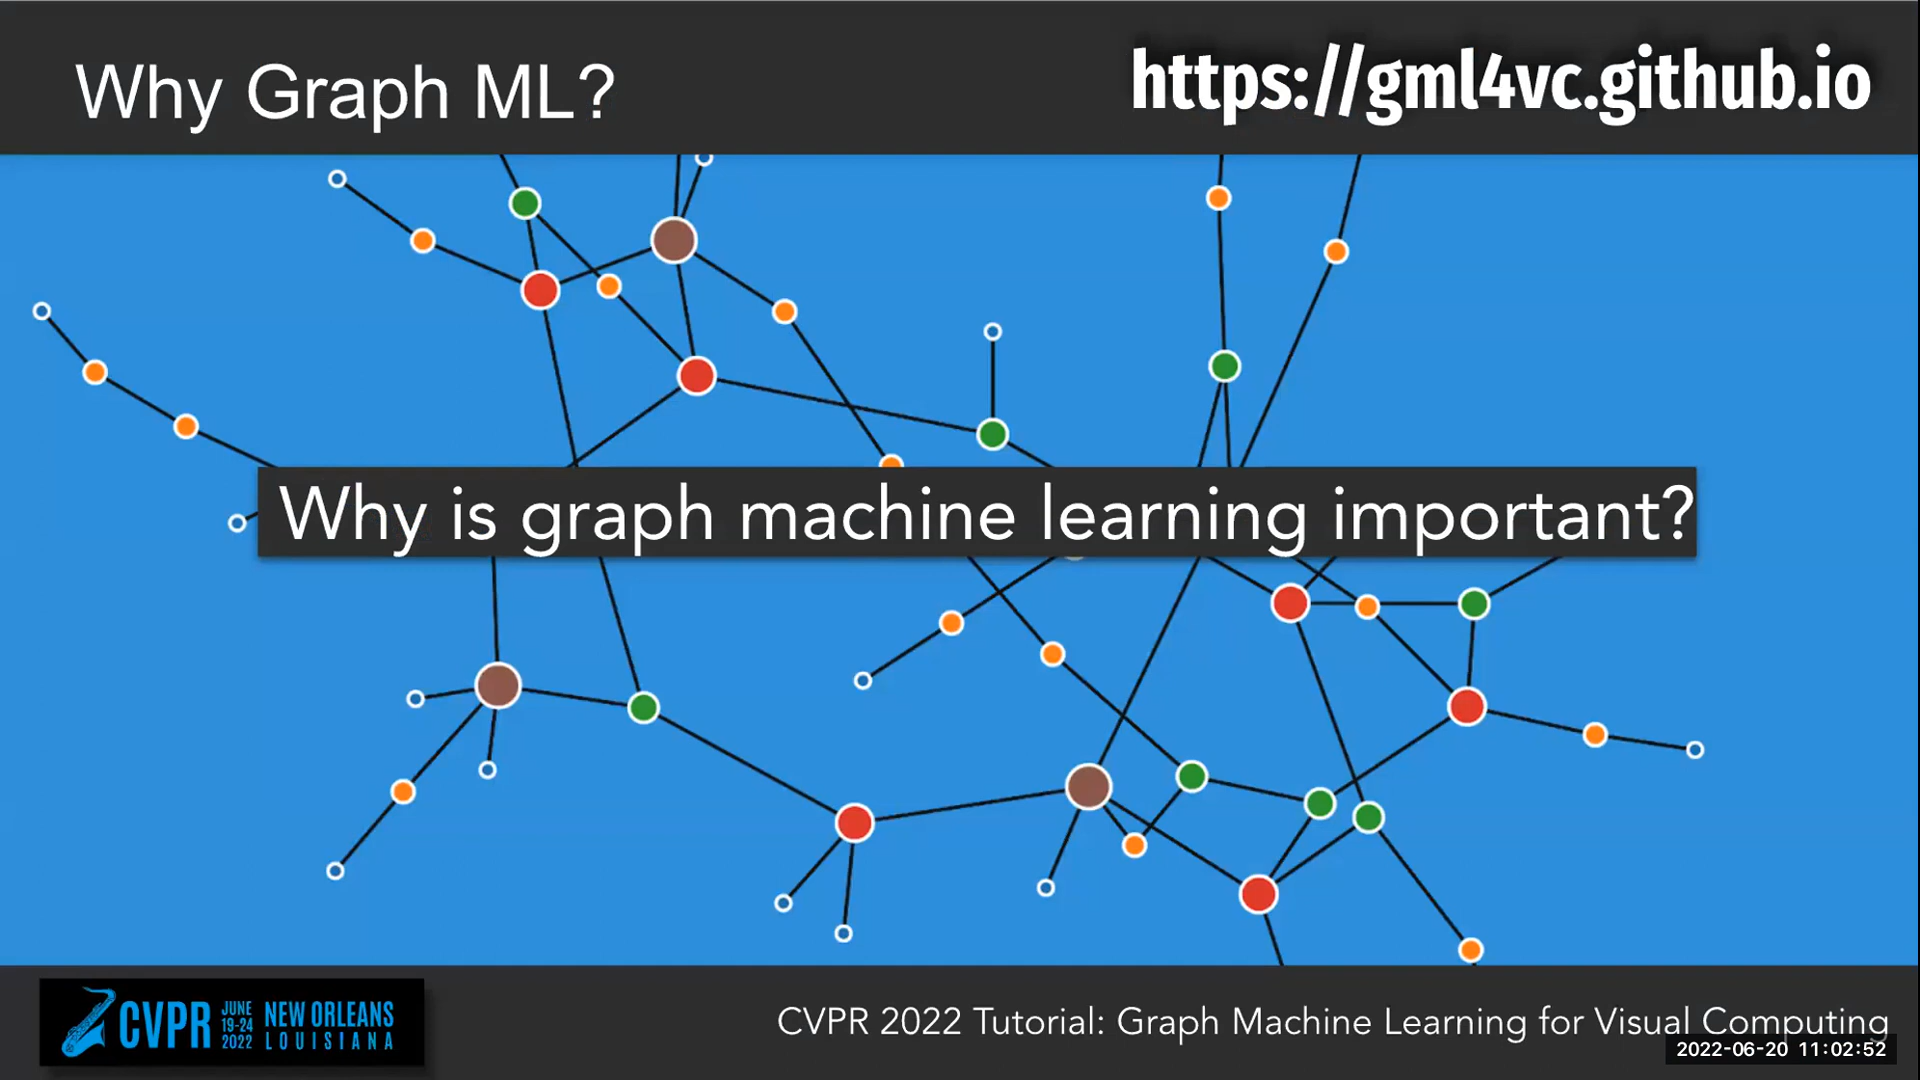 Why Graph ML?
https://gml4vc.github.io
Why is graph machine learning important?
CVPR
JUNE
19-24
2022
NEW ORLEANS
LOUISIANA
CVPR 2022 Tutorial: Graph Machine Learning for Visual Computing
2022-06-20 11:02:52